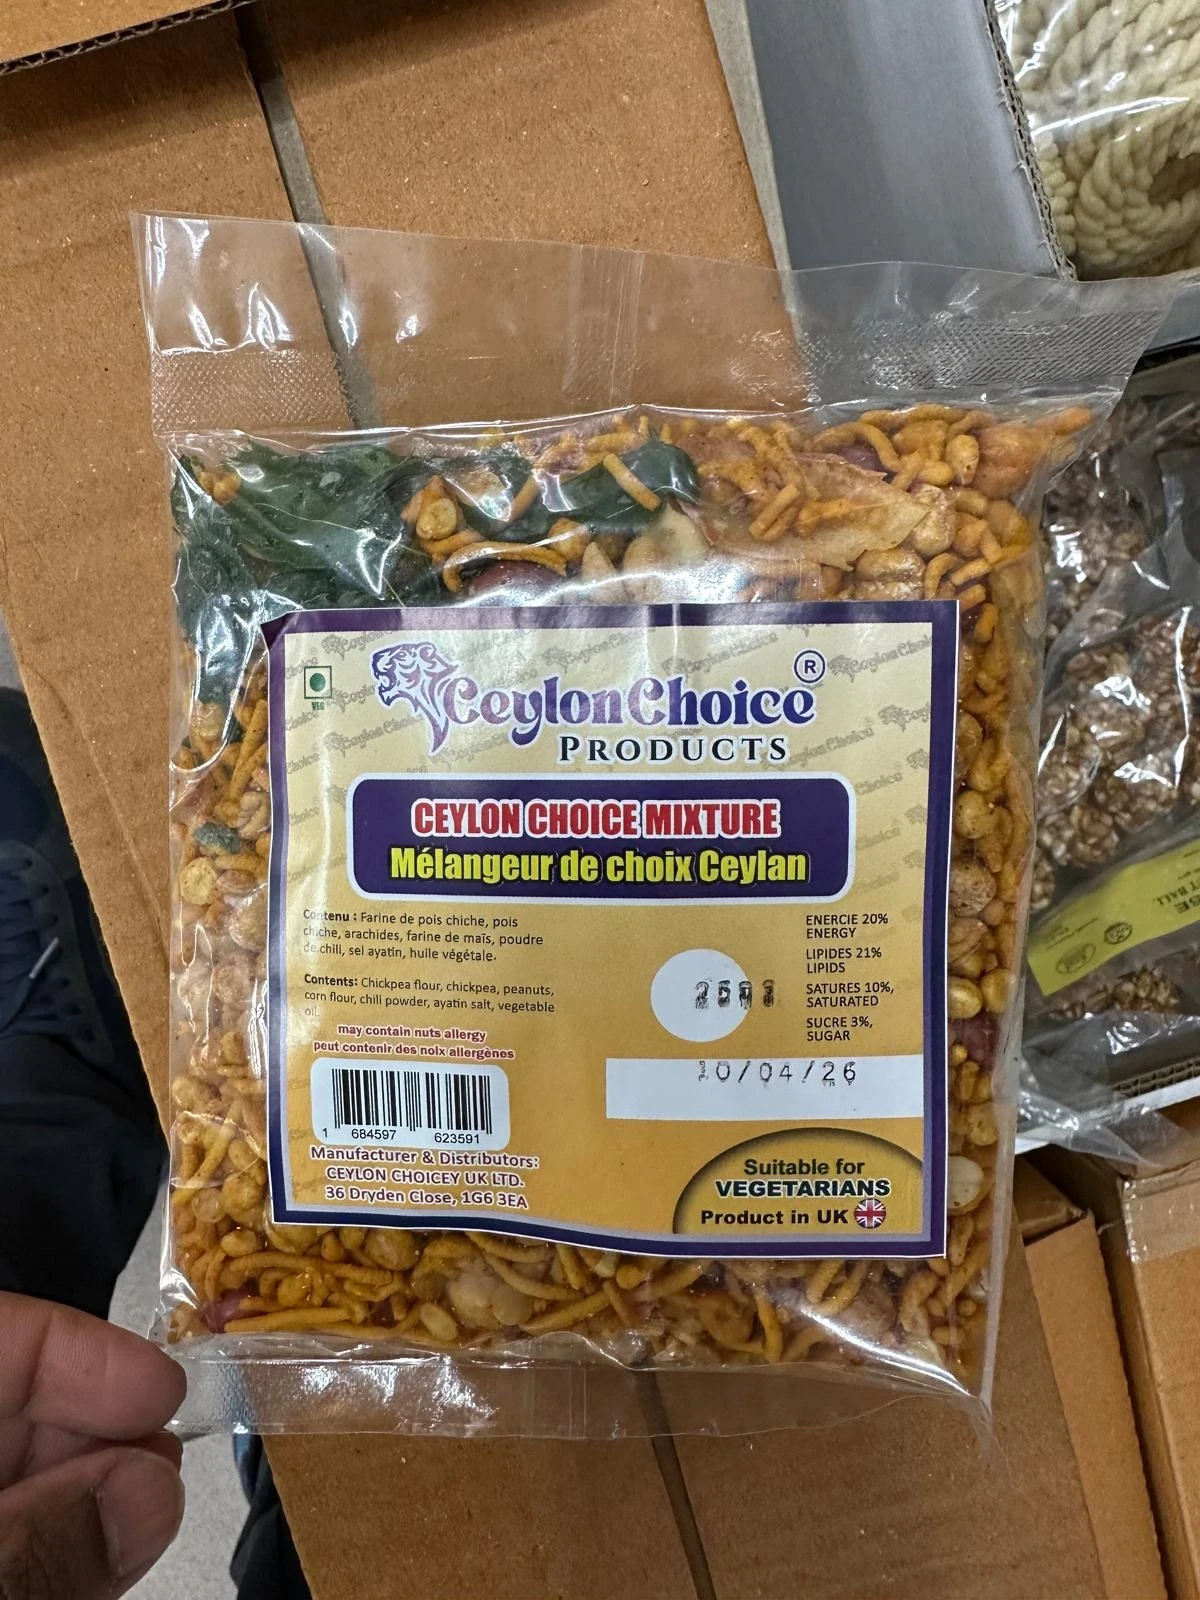 VEG
CeylonChoice®
PRODUCTS
CEYLON CHOICE MIXTURE
Mélangeur de choix Ceylan
Contenu : Farine de pois chiche, pois
chiche, arachides, farine de maïs, poudre
de chili, sel ayatin, huile végétale.
Contents: Chickpea flour, chickpea, peanuts,
corn flour, chili powder, ayatin salt, vegetable
oil.
may contain nuts allergy
peut contenir des noix allergènes
1 684597 623591
Manufacturer & Distributors:
CEYLON CHOICEY UK LTD.
36 Dryden Close, 1G6 3EA
ENERCIE 20%
ENERGY
LIPIDES 21%
LIPIDS
SATURES 10%,
SATURATED
SUCRE 3%,
SUGAR
10/04/26
Suitable for
VEGETARIANS
Product in UK